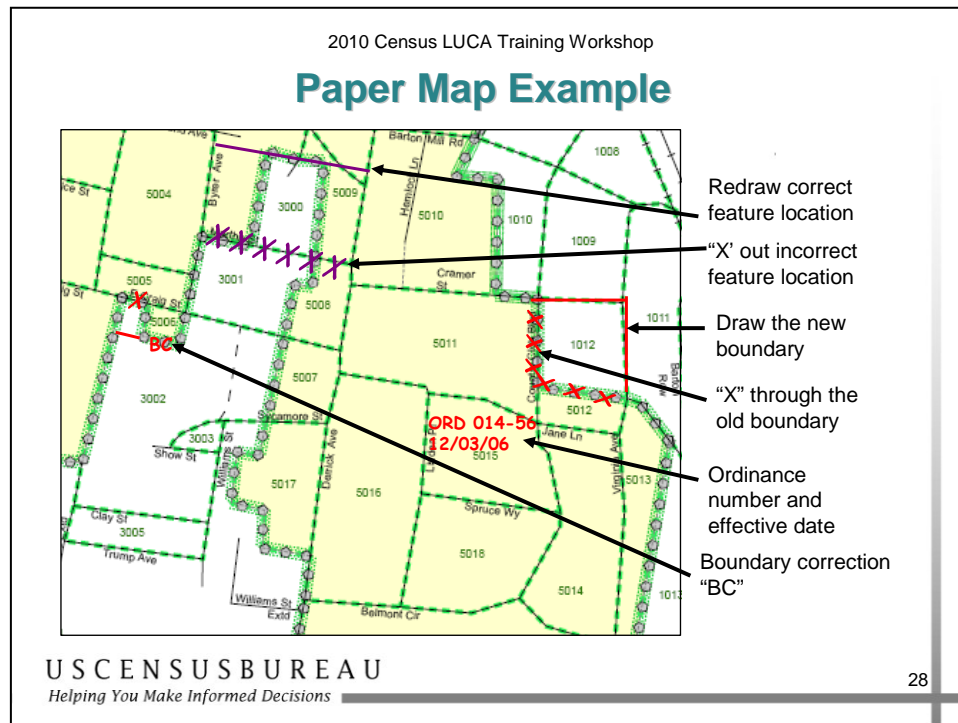 2010 Census LUCA Training Workshop
Paper Map Example
Barton Mill Rd
Byrer Ave
Hemlock Ln
5004
3000
5009
5010
1010
1008
1009
3001
Cramer
St
5005
5006
BC
5008
5011
1012
1011
3002
5007
5012
Sycamore St
ORD 014-56
12/03/06
Jane Ln
3003
Show St
Williams St
Derrick Ave
5015
Virginia Ave
5013
5017
5016
Spruce Wy
Clay St
3005
Trump Ave
5018
5014
Williams St
Extd
Belmont Cir
Redraw correct
feature location
“X’ out incorrect
feature location
Draw the new
boundary
“X” through the
old boundary
Ordinance
number and
effective date
Boundary correction
“BC”
USCENSUSBUREAU
Helping You Make Informed Decisions
28